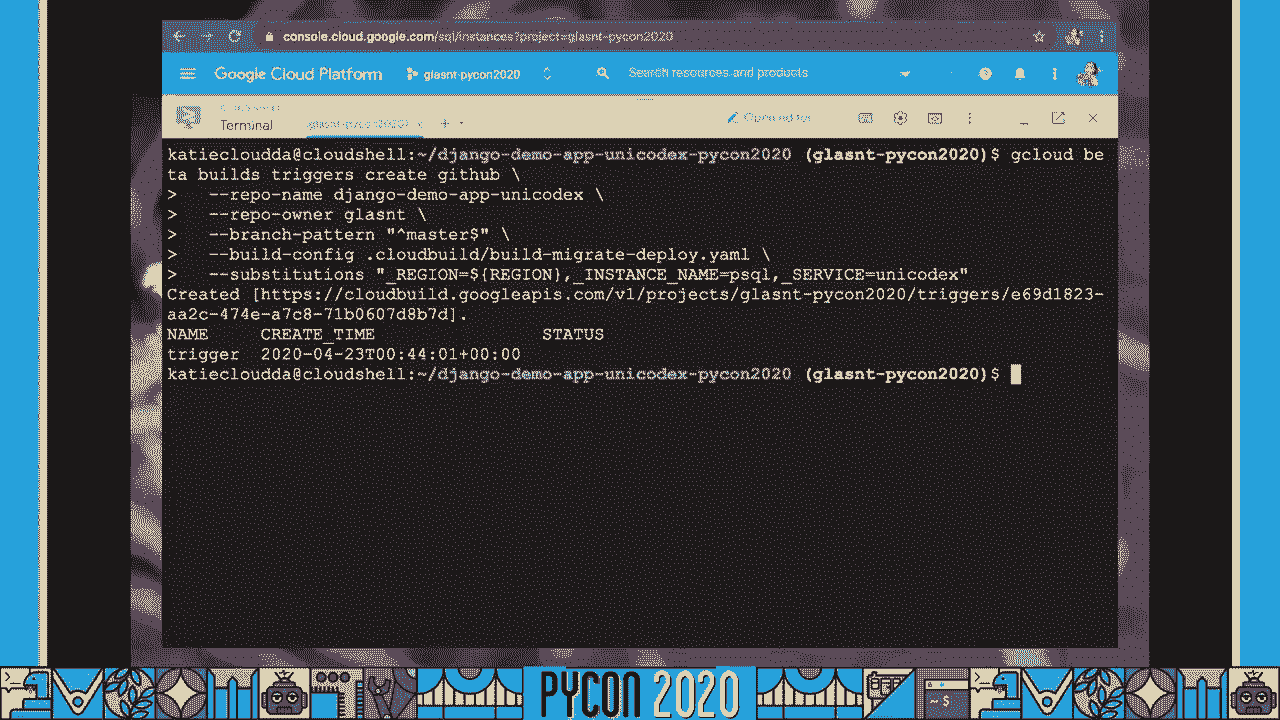 console.cloud.google.com/sql/instances?project=glasnt-pycon2020
Google Cloud Platform
glasnt-pycon2020
Search resources and products
Terminal
katiecloudda@cloudshell:~/django-demo-app-unicodex-pycon2020 (glasnt-pycon2020)$ gcloud be
ta builds triggers create github \
>   --repo-name django-demo-app-unicodex \
>   --repo-owner glasnt \
>   --branch-pattern "^master$" \
>   --build-config .cloudbuild/build-migrate-deploy.yaml \
>   --substitutions "_REGION=${REGION},_INSTANCE_NAME=psql,_SERVICE=unicodex"
Created [https://cloudbuild.googleapis.com/v1/projects/glasnt-pycon2020/triggers/e69d1823-
aa2c-474e-a7c8-71b0607d8b7d].
NAME     CREATE_TIME                STATUS
trigger  2020-04-23T00:44:01+00:00
katiecloudda@cloudshell:~/django-demo-app-unicodex-pycon2020 (glasnt-pycon2020)$
PYCON 2020
~ $